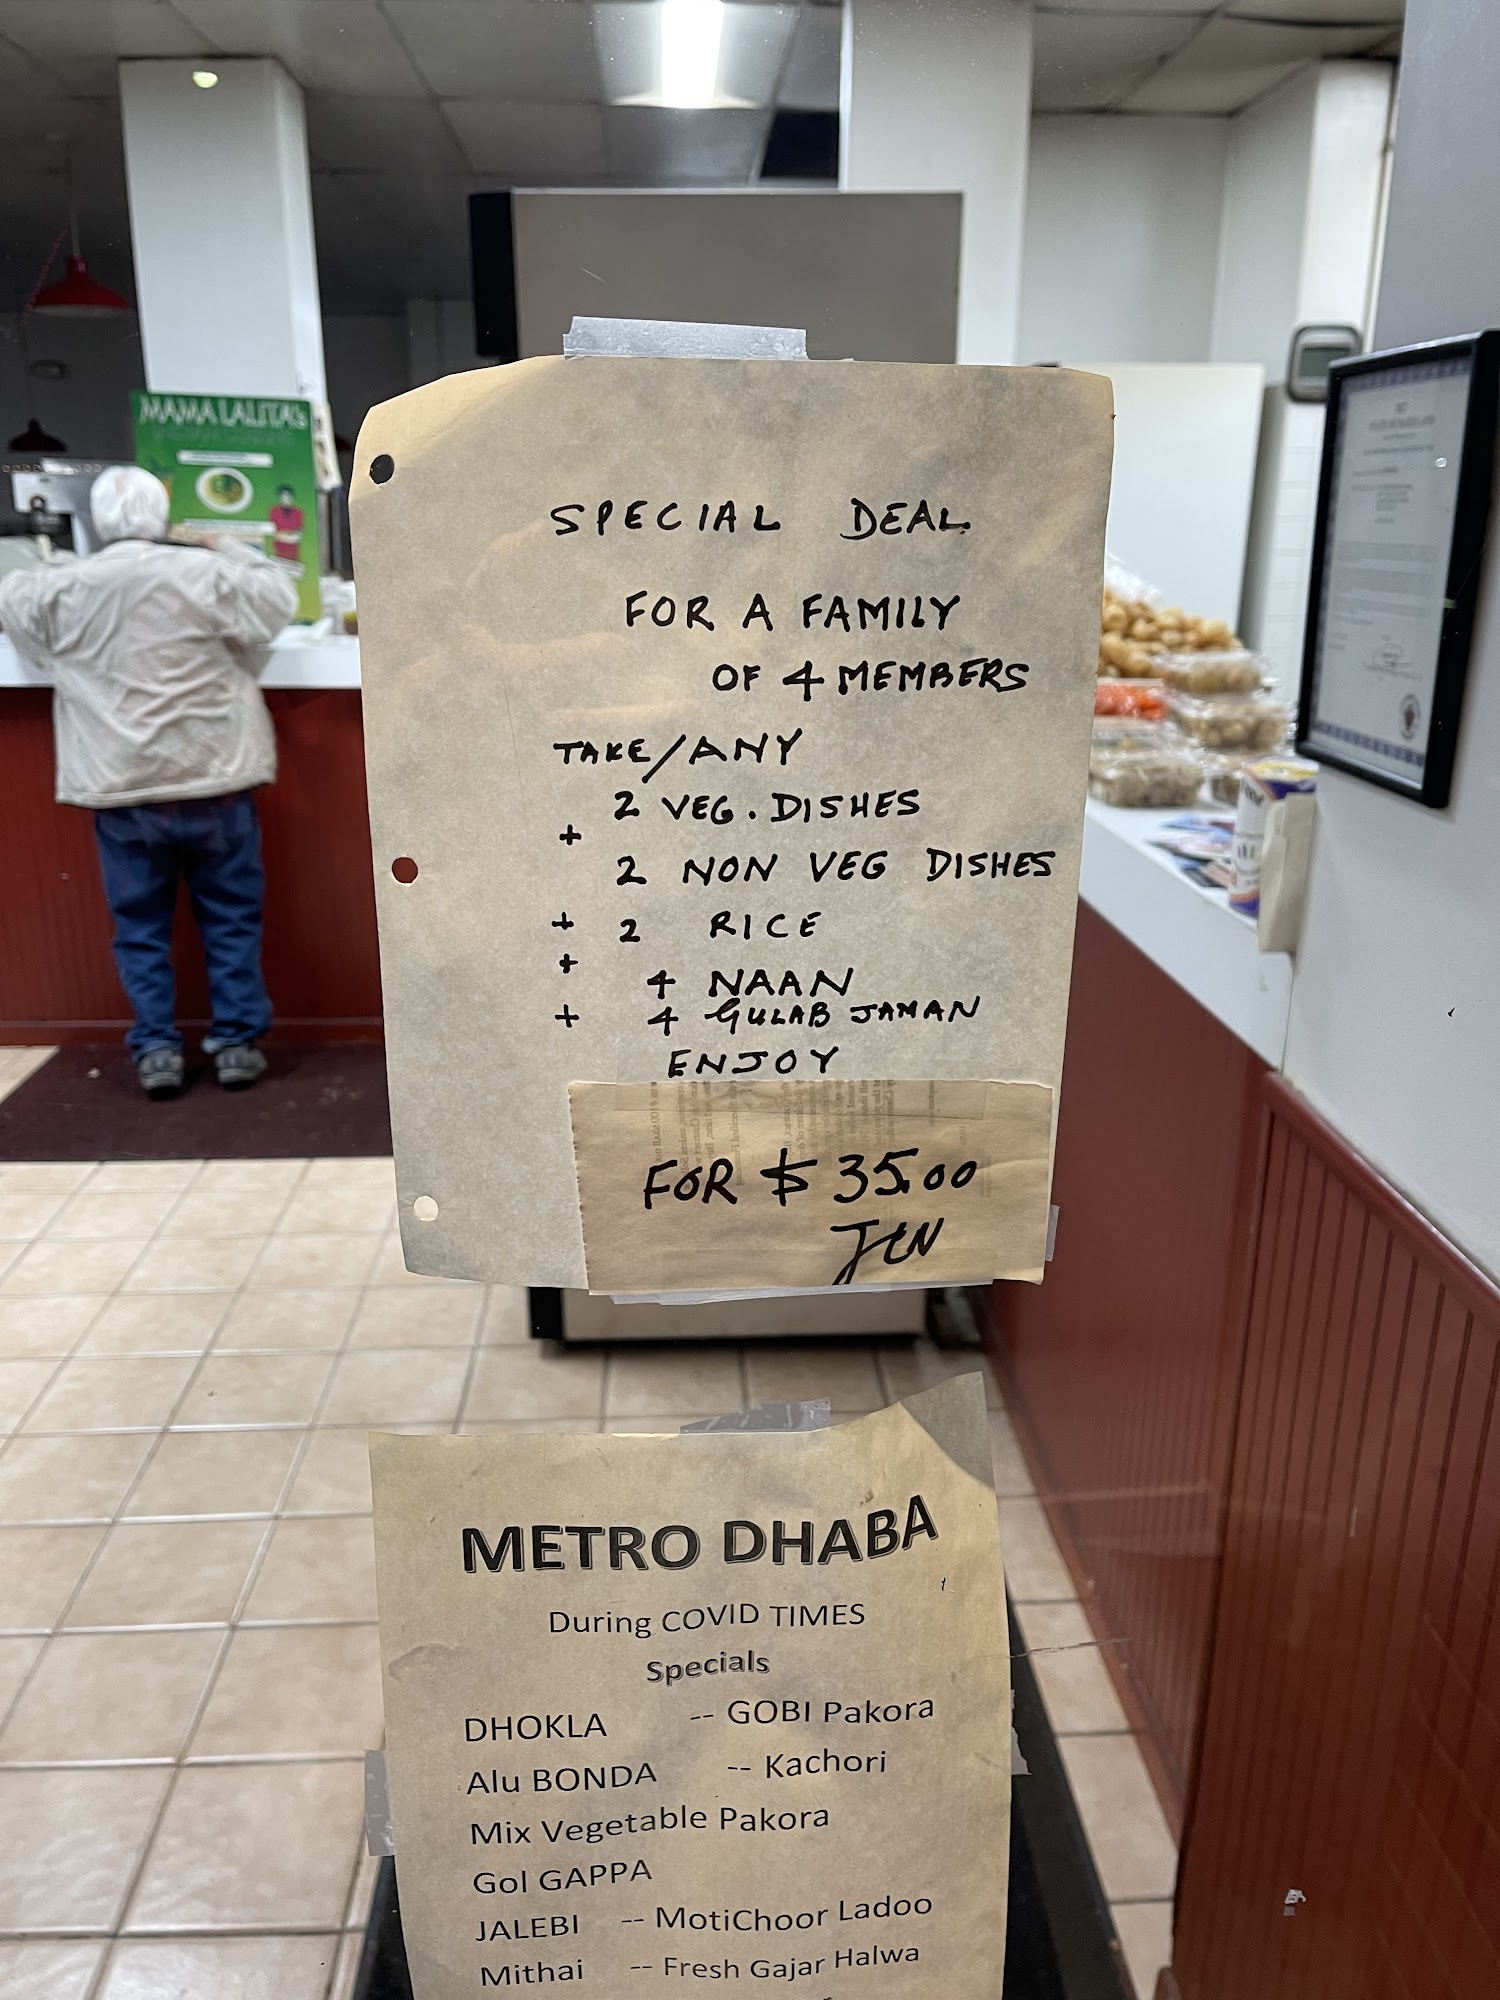 MAMA LALITA's
SPECIAL DEAL
FOR A FAMILY
OF 4 MEMBERS
TAKE/ANY
2 VEG. DISHES
+
2 NON VEG DISHES
+ 2 RICE
+
4 NAAN
+ 4 GULAB JAMAN
ENJOY
FOR $ 35.00
METRO DHABA
During COVID TIMES
Specials
DHOKLA -- GOBI Pakora
Alu BONDA -- Kachori
Mix Vegetable Pakora
Gol GAPPA
JALEBI -- MotiChoor Ladoo
Mithai -- Fresh Gajar Halwa